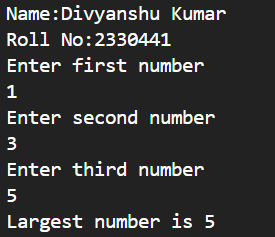 Name:Divyanshu Kumar
Roll No:2330441
Enter first number
1
Enter second number
3
Enter third number
5
Largest number is 5